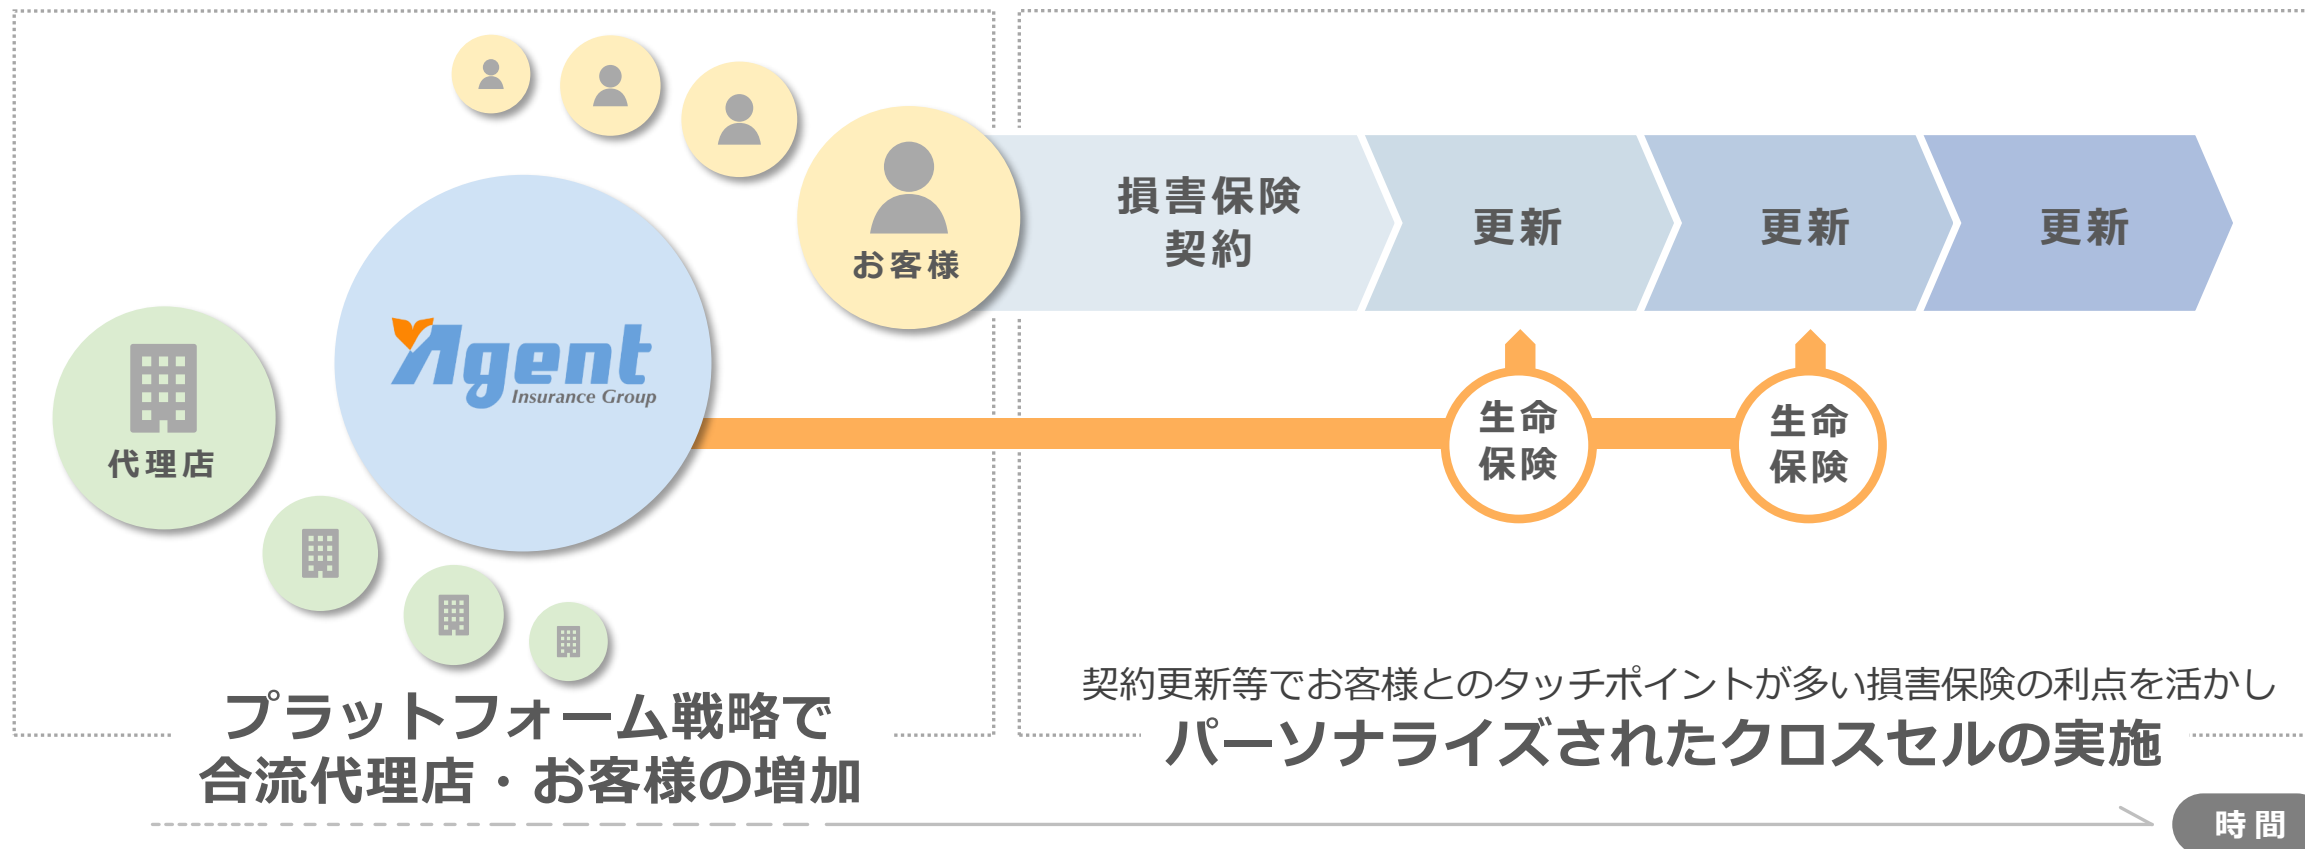 お客様
Agent
Insurance Group
代理店
プラットフォーム戦略で
合流代理店・お客様の増加
損害保険
契約
更新
更新
更新
生命
保険
生命
保険
契約更新等でお客様とのタッチポイントが多い損害保険の利点を活かし
パーソナライズされたクロスセルの実施
時間